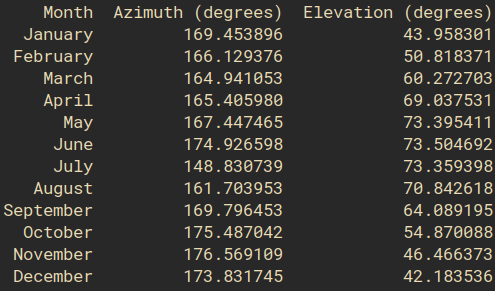 Month Azimuth (degrees) Elevation (degrees)
January 169.453896 43.958301
February 166.129376 50.818371
March 164.941053 60.272703
April 165.405980 69.037531
May 167.447465 73.395411
June 174.926598 73.504692
July 148.830739 73.359398
August 161.703953 70.842618
September 169.796453 64.089195
October 175.487042 54.870088
November 176.569109 46.466373
December 173.831745 42.183536